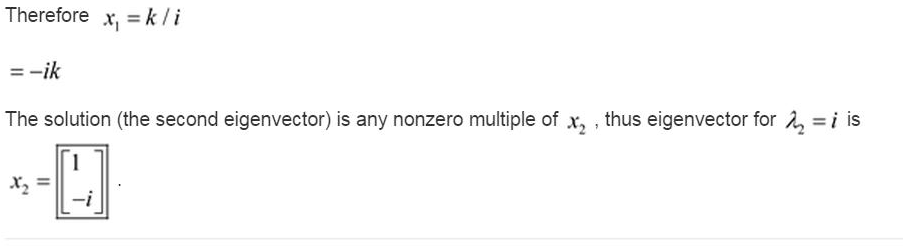 Therefore x₁ = k / i
= −ik
The solution (the second eigenvector) is any nonzero multiple of x₂ , thus eigenvector for λ₂ = i is
x₂ = [1
−i] .